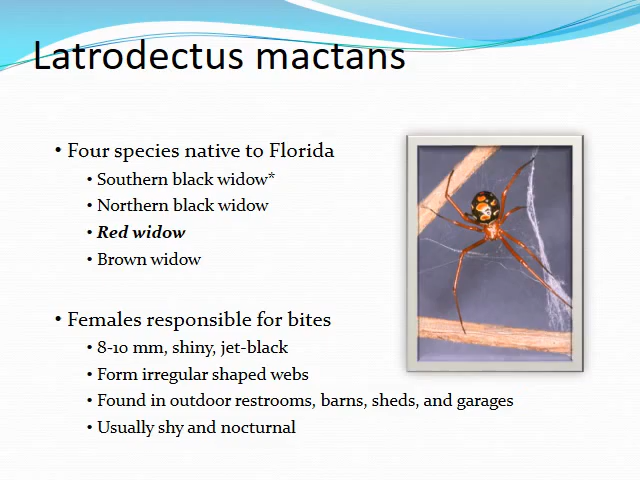 Latrodectus mactans
• Four species native to Florida
• Southern black widow*
• Northern black widow
• Red widow
• Brown widow
• Females responsible for bites
• 8-10 mm, shiny, jet-black
• Form irregular shaped webs
• Found in outdoor restrooms, barns, sheds, and garages
• Usually shy and nocturnal